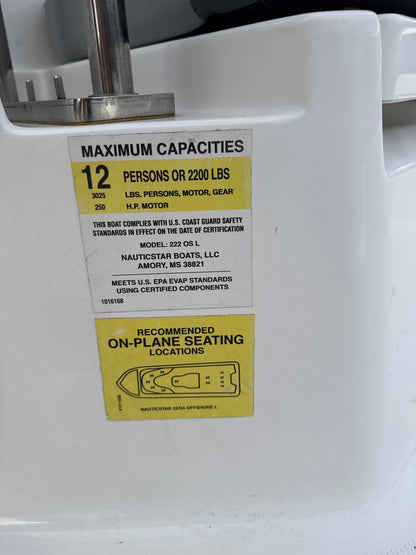 MAXIMUM CAPACITIES
12 PERSONS OR 2200 LBS
3025 LBS. PERSONS, MOTOR, GEAR
250 H.P. MOTOR
THIS BOAT COMPLIES WITH U.S. COAST GUARD SAFETY
STANDARDS IN EFFECT ON THE DATE OF CERTIFICATION
MODEL: 222 OS L
NAUTICSTAR BOATS, LLC
AMORY, MS 38821
MEETS U.S. EPA EVAP STANDARDS
USING CERTIFIED COMPONENTS
1016168
RECOMMENDED
ON-PLANE SEATING
LOCATIONS
NAUTICSTAR 22/24 OFFSHORE L